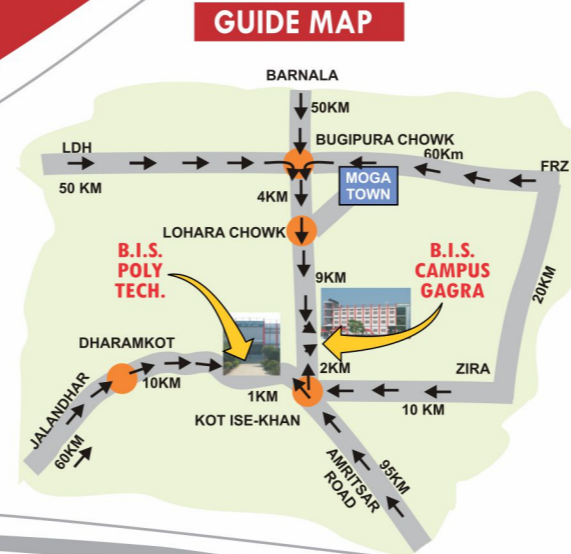 GUIDE MAP
BARNALA
50KM
LDH
BUGIPURA CHOWK
60Km
FRZ
50 KM
MOGA
TOWN
4KM
LOHARA CHOWK
B.I.S.
POLY
TECH.
B.I.S.
CAMPUS
GAGRA
9KM
20KM
DHARAMKOT
2KM
ZIRA
10KM
1KM
10 KM
JALANDHAR
KOT ISE-KHAN
60KM
AMRITSAR
ROAD
95KM